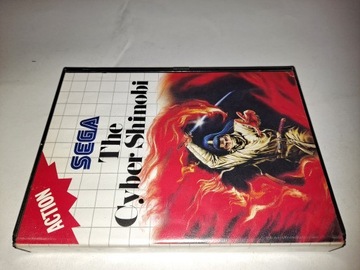 SEGA
The
Cyber Shinobi
ACTION